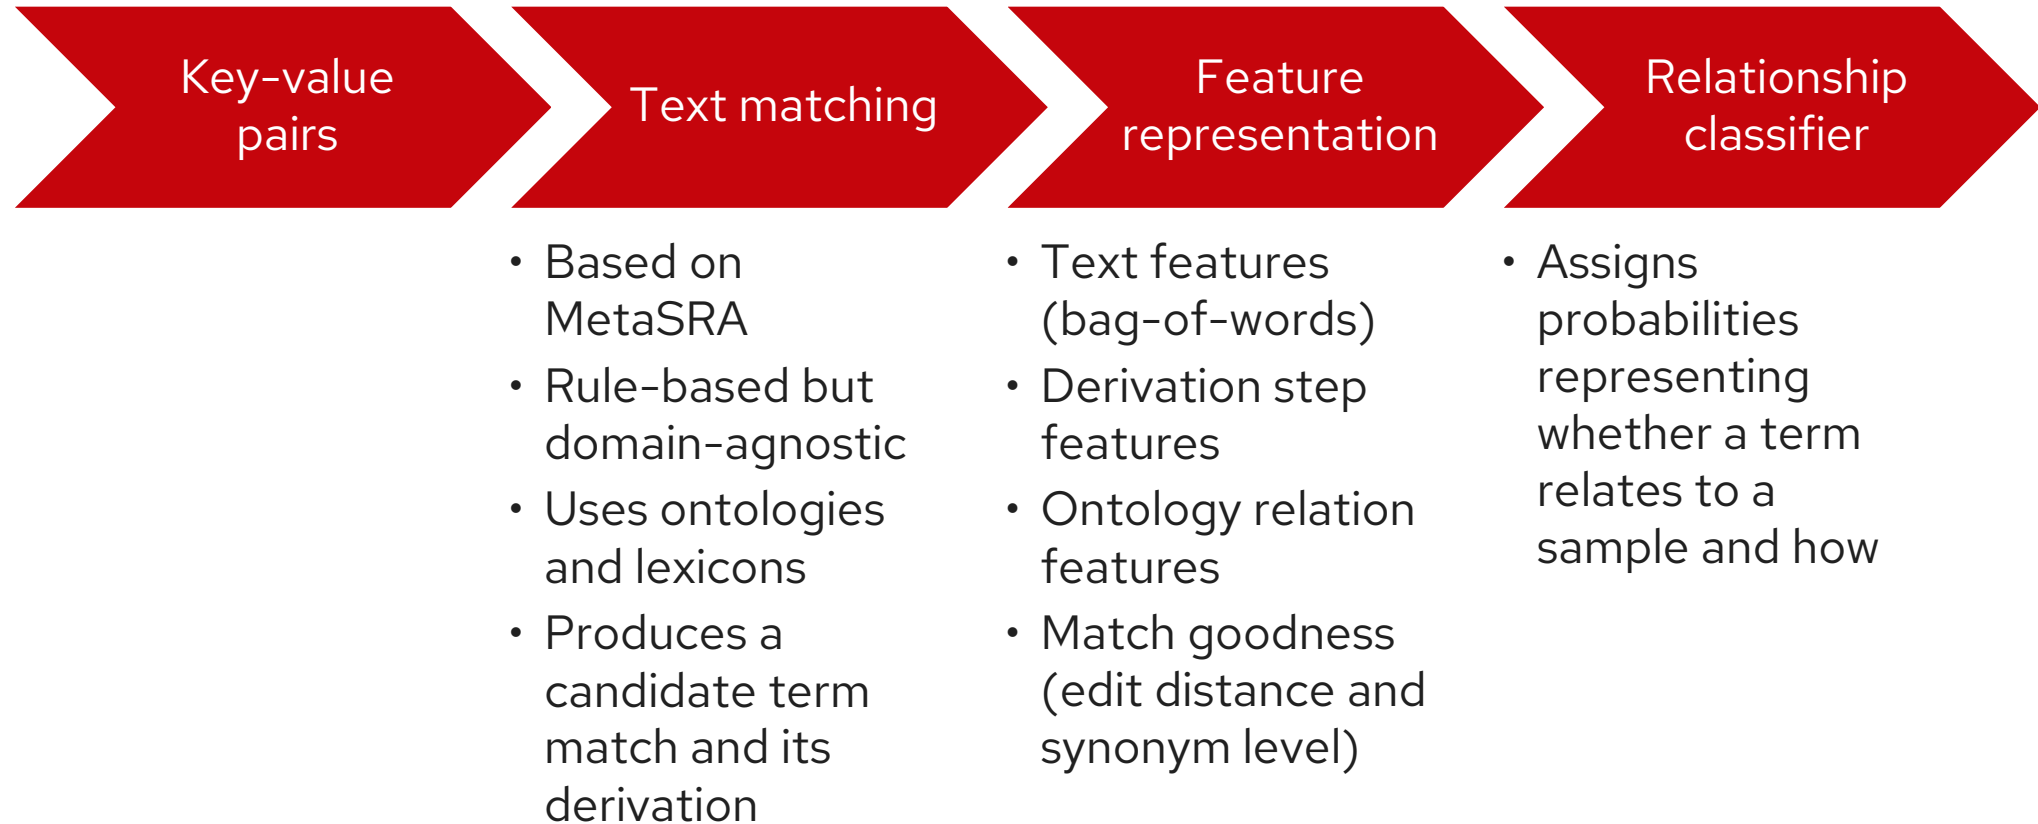 Key-value
pairs
Text matching
Feature
representation
Relationship
classifier
• Based on
MetaSRA
• Rule-based but
domain-agnostic
• Uses ontologies
and lexicons
• Produces a
candidate term
match and its
derivation
• Text features
(bag-of-words)
• Derivation step
features
• Ontology relation
features
• Match goodness
(edit distance and
synonym level)
• Assigns
probabilities
representing
whether a term
relates to a
sample and how